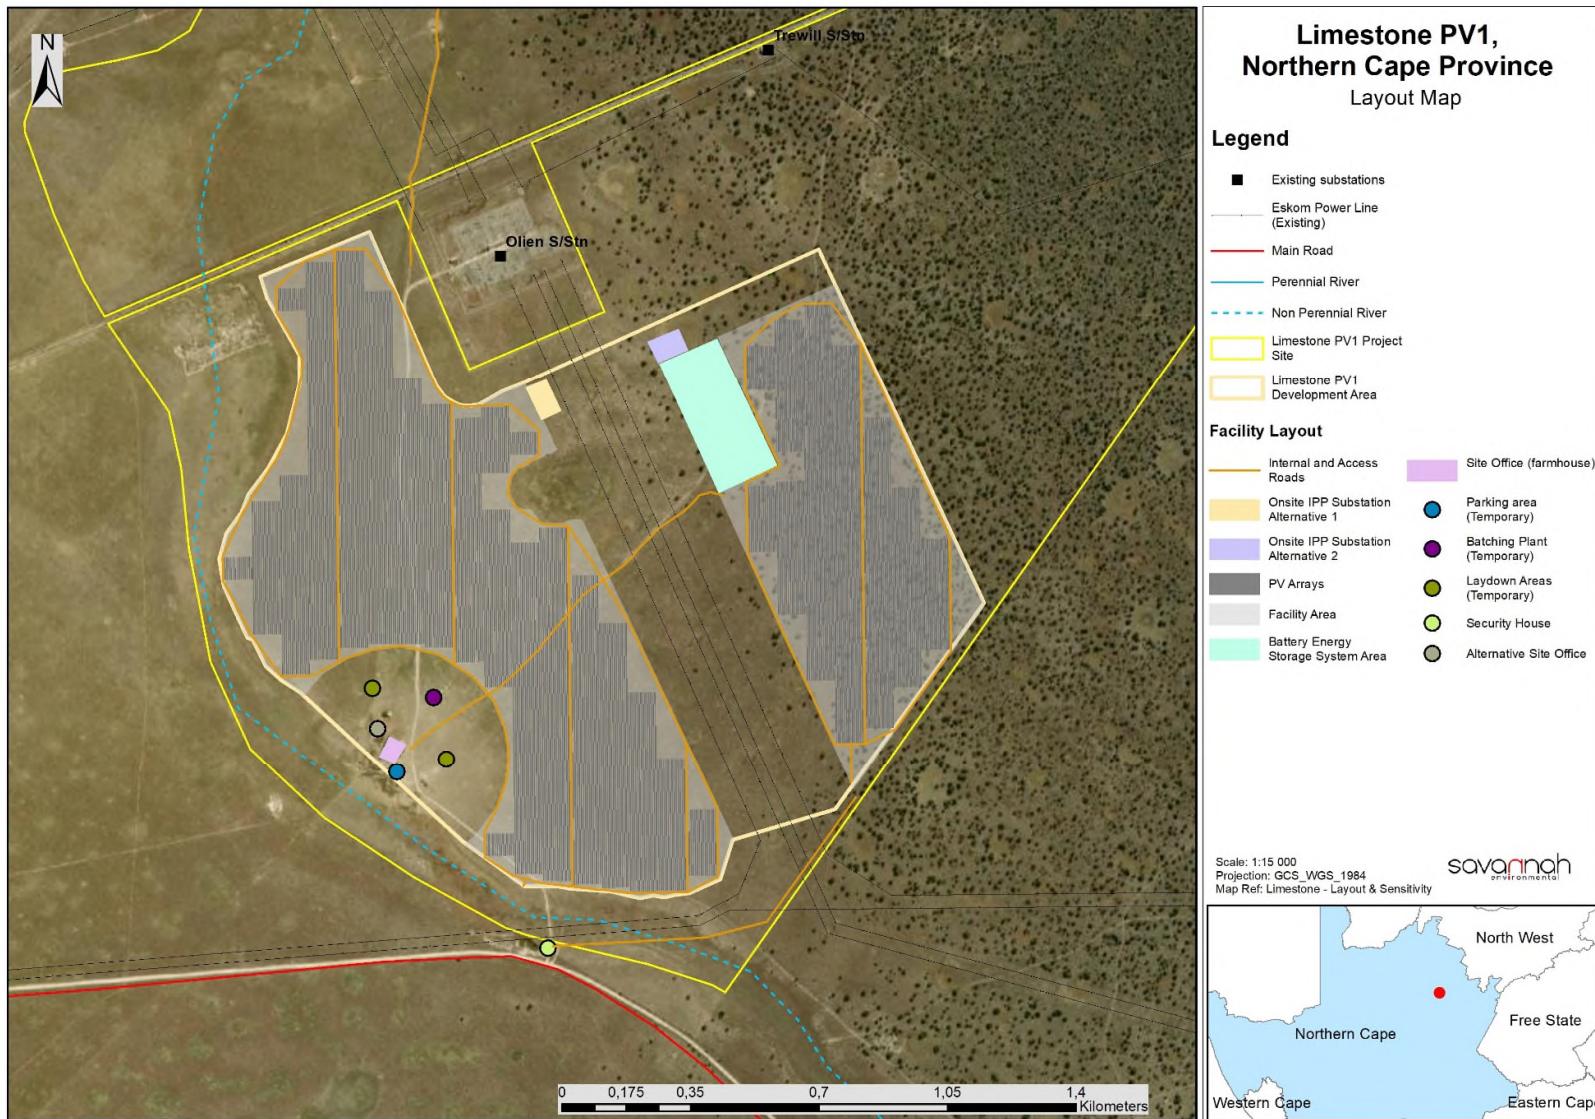 N
Trewill S/Stn
Olien S/Stn
0 0,175 0,35 0,7 1,05 1,4
Kilometers
Limestone PV1,
Northern Cape Province
Layout Map
Legend
Existing substations
Eskom Power Line
(Existing)
Main Road
Perennial River
Non Perennial River
Limestone PV1 Project
Site
Limestone PV1
Development Area
Facility Layout
Internal and Access
Roads
Onsite IPP Substation
Alternative 1
Onsite IPP Substation
Alternative 2
PV Arrays
Facility Area
Battery Energy
Storage System Area
Site Office (farmhouse)
Parking area
(Temporary)
Batching Plant
(Temporary)
Laydown Areas
(Temporary)
Security House
Alternative Site Office
Scale: 1:15 000
Projection: GCS_WGS_1984
Map Ref: Limestone - Layout & Sensitivity
savannah
environmental
North West
Northern Cape
Free State
Western Cape
Eastern Cap